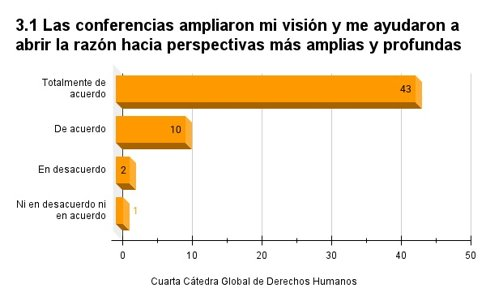 3.1 Las conferencias ampliaron mi visión y me ayudaron a
abrir la razón hacia perspectivas más amplias y profundas
Totalmente de
acuerdo
43
De acuerdo
10
En desacuerdo
2
Ni en desacuerdo ni
en acuerdo
1
0 10 20 30 40 50
Cuarta Cátedra Global de Derechos Humanos